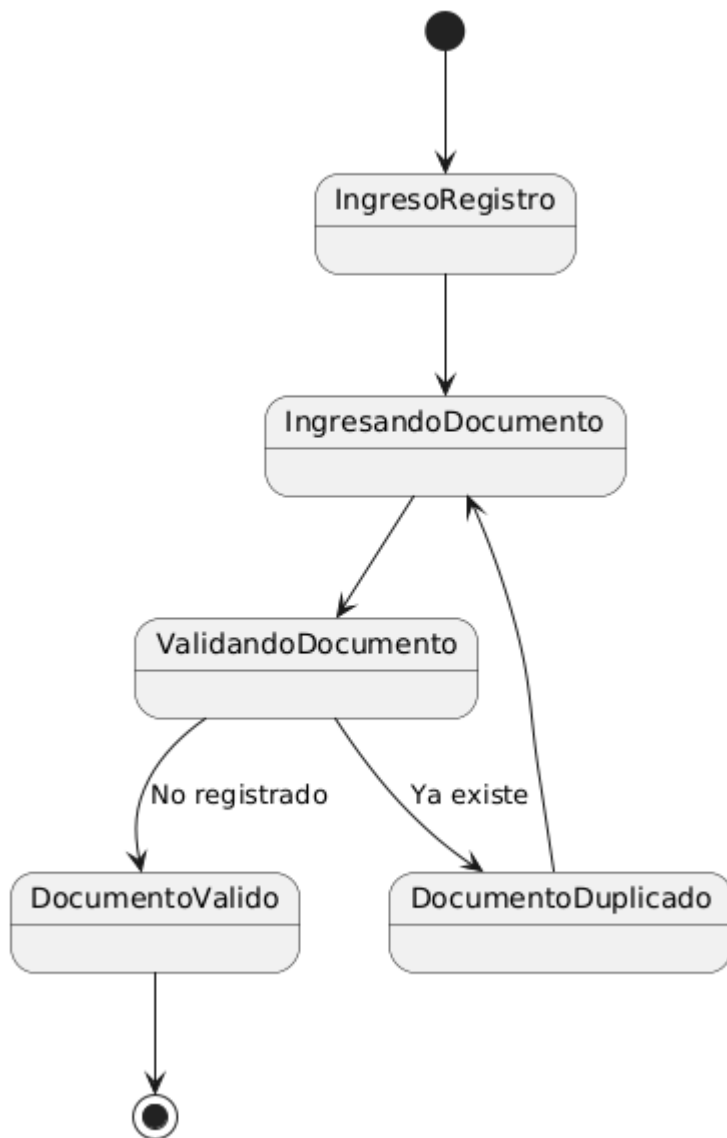 IngresoRegistro
IngresandoDocumento
ValidandoDocumento
No registrado
Ya existe
DocumentoValido
DocumentoDuplicado